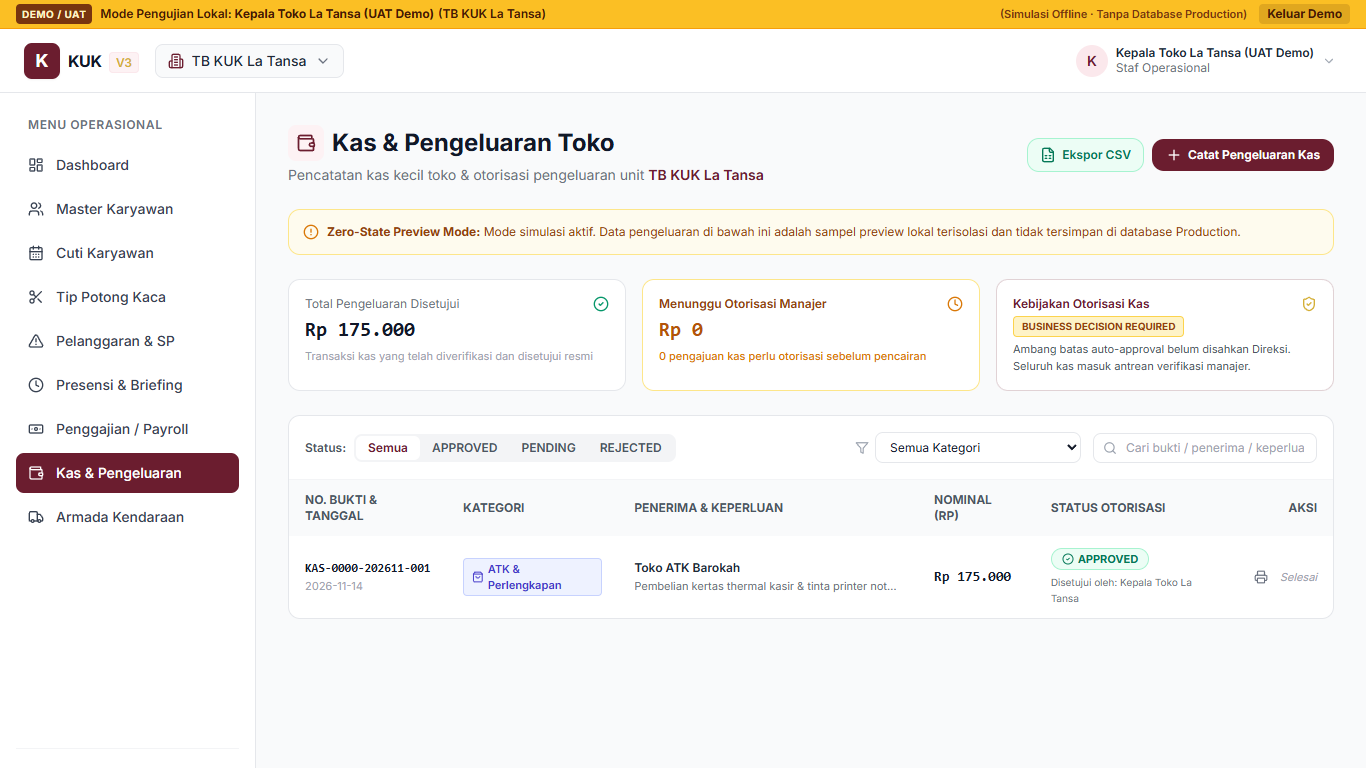 DEMO / UAT Mode Pengujian Lokal: Kepala Toko La Tansa (UAT Demo) (TB KUK La Tansa) (Simulasi Offline · Tanpa Database Production) Keluar Demo
K KUK V3 TB KUK La Tansa
K Kepala Toko La Tansa (UAT Demo)
Staf Operasional
MENU OPERASIONAL
Dashboard
Master Karyawan
Cuti Karyawan
Tip Potong Kaca
Pelanggaran & SP
Presensi & Briefing
Penggajian / Payroll
Kas & Pengeluaran
Armada Kendaraan
Kas & Pengeluaran Toko
Pencatatan kas kecil toko & otorisasi pengeluaran unit TB KUK La Tansa
Ekspor CSV
Catat Pengeluaran Kas
Zero-State Preview Mode: Mode simulasi aktif. Data pengeluaran di bawah ini adalah sampel preview lokal terisolasi dan tidak tersimpan di database Production.
Total Pengeluaran Disetujui
Rp 175.000
Transaksi kas yang telah diverifikasi dan disetujui resmi
Menunggu Otorisasi Manajer
Rp 0
0 pengajuan kas perlu otorisasi sebelum pencairan
Kebijakan Otorisasi Kas
BUSINESS DECISION REQUIRED
Ambang batas auto-approval belum disahkan Direksi.
Seluruh kas masuk antrean verifikasi manajer.
Status: Semua APPROVED PENDING REJECTED
Semua Kategori
Cari bukti / penerima / keperlua
NO. BUKTI &
TANGGAL
KATEGORI
PENERIMA & KEPERLUAN
NOMINAL
(RP)
STATUS OTORISASI
AKSI
KAS-0000-202611-001
2026-11-14
ATK &
Perlengkapan
Toko ATK Barokah
Pembelian kertas thermal kasir & tinta printer not...
Rp 175.000
APPROVED
Disetujui oleh: Kepala Toko La
Tansa
Selesai